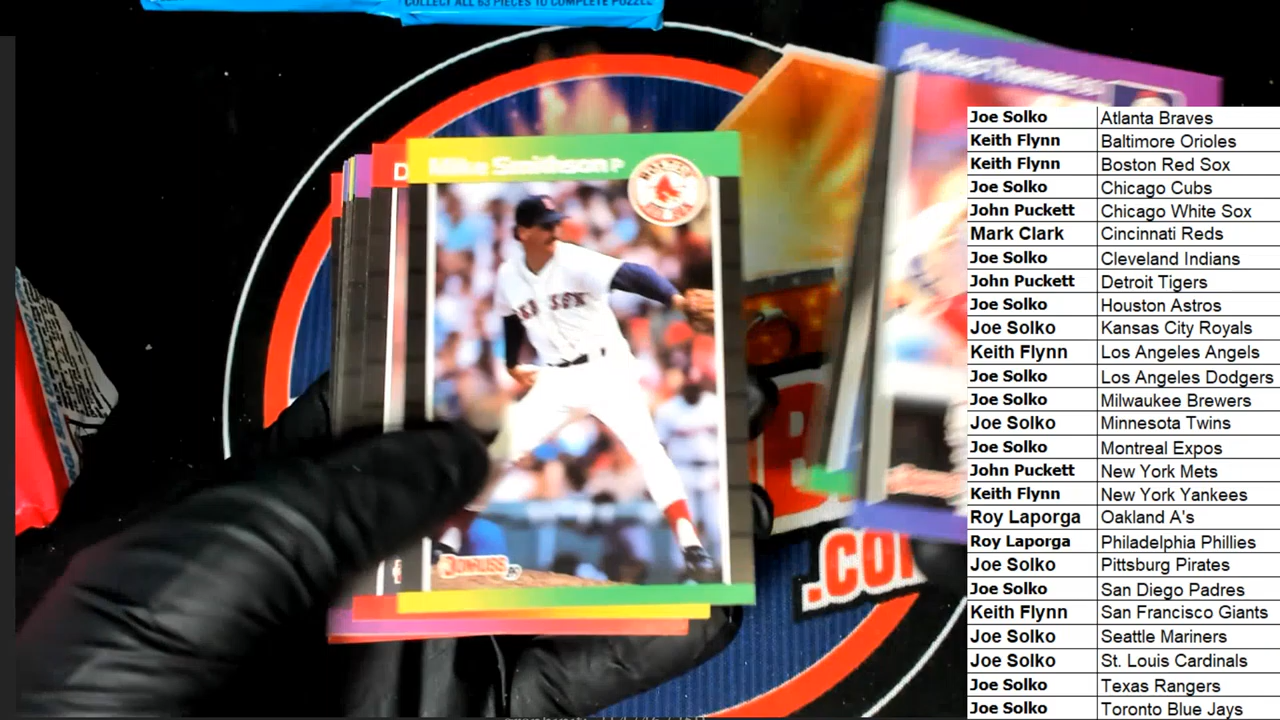 COLLECT ALL 63 PIECES TO COMPLETE PUZZLE
D Mike Smithson P
BOSTON RED SOX
RED SOX
DONRUSS 89
.CO
Joe Solko Atlanta Braves
Keith Flynn Baltimore Orioles
Keith Flynn Boston Red Sox
Joe Solko Chicago Cubs
John Puckett Chicago White Sox
Mark Clark Cincinnati Reds
Joe Solko Cleveland Indians
John Puckett Detroit Tigers
Joe Solko Houston Astros
Joe Solko Kansas City Royals
Keith Flynn Los Angeles Angels
Joe Solko Los Angeles Dodgers
Joe Solko Milwaukee Brewers
Joe Solko Minnesota Twins
Joe Solko Montreal Expos
John Puckett New York Mets
Keith Flynn New York Yankees
Roy Laporga Oakland A's
Roy Laporga Philadelphia Phillies
Joe Solko Pittsburg Pirates
Joe Solko San Diego Padres
Keith Flynn San Francisco Giants
Joe Solko Seattle Mariners
Joe Solko St. Louis Cardinals
Joe Solko Texas Rangers
Joe Solko Toronto Blue Jays